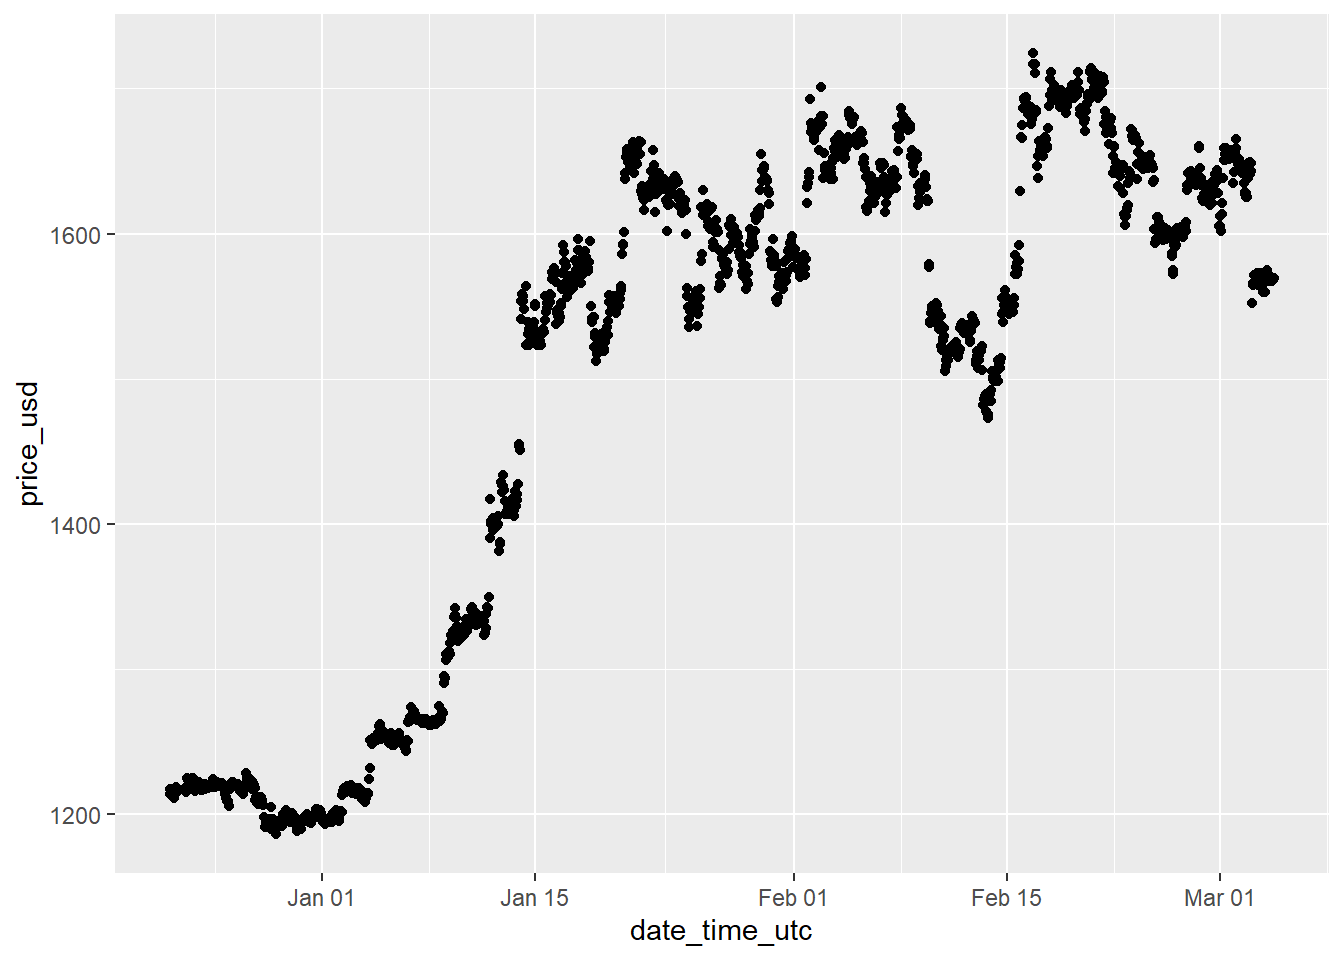 price_usd
1600
1400
1200
Jan 01
Jan 15
Feb 01
Feb 15
Mar 01
date_time_utc